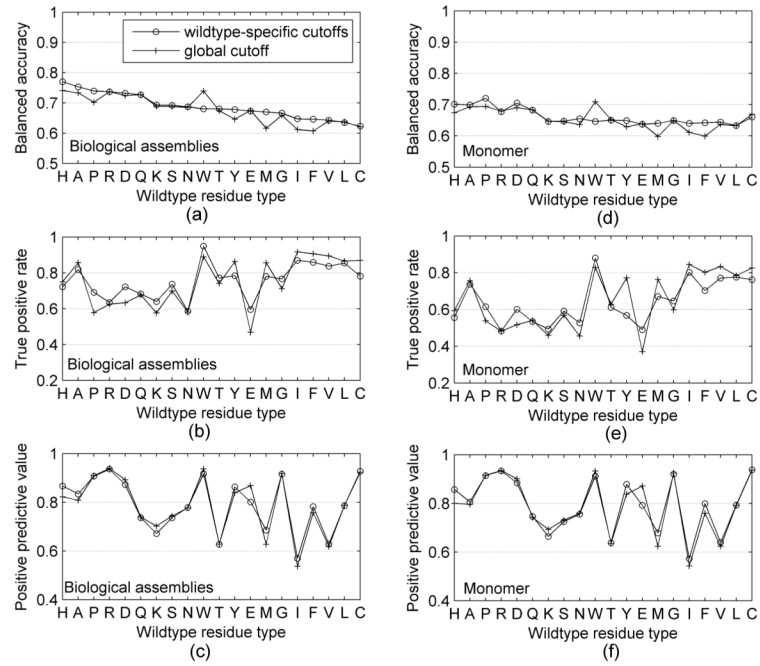 Balanced accuracy
1
0.9
0.8
0.7
0.6
0.5
wildtype-specific cutoffs
global cutoff
Biological assemblies
H A P R D Q K S N W T Y E M G I F V L C
Wildtype residue type
(a)
Balanced accuracy
1
0.9
0.8
0.7
0.6
0.5
Monomer
H A P R D Q K S N W T Y E M G I F V L C
Wildtype residue type
(d)
True positive rate
1
0.8
0.6
0.4
0.2
Biological assemblies
H A P R D Q K S N W T Y E M G I F V L C
Wildtype residue type
(b)
True positive rate
1
0.8
0.6
0.4
0.2
Monomer
H A P R D Q K S N W T Y E M G I F V L C
Wildtype residue type
(e)
Positive predictive value
1
0.8
0.6
0.4
Biological assemblies
H A P R D Q K S N W T Y E M G I F V L C
Wildtype residue type
(c)
Positive predictive value
1
0.8
0.6
0.4
Monomer
H A P R D Q K S N W T Y E M G I F V L C
Wildtype residue type
(f)